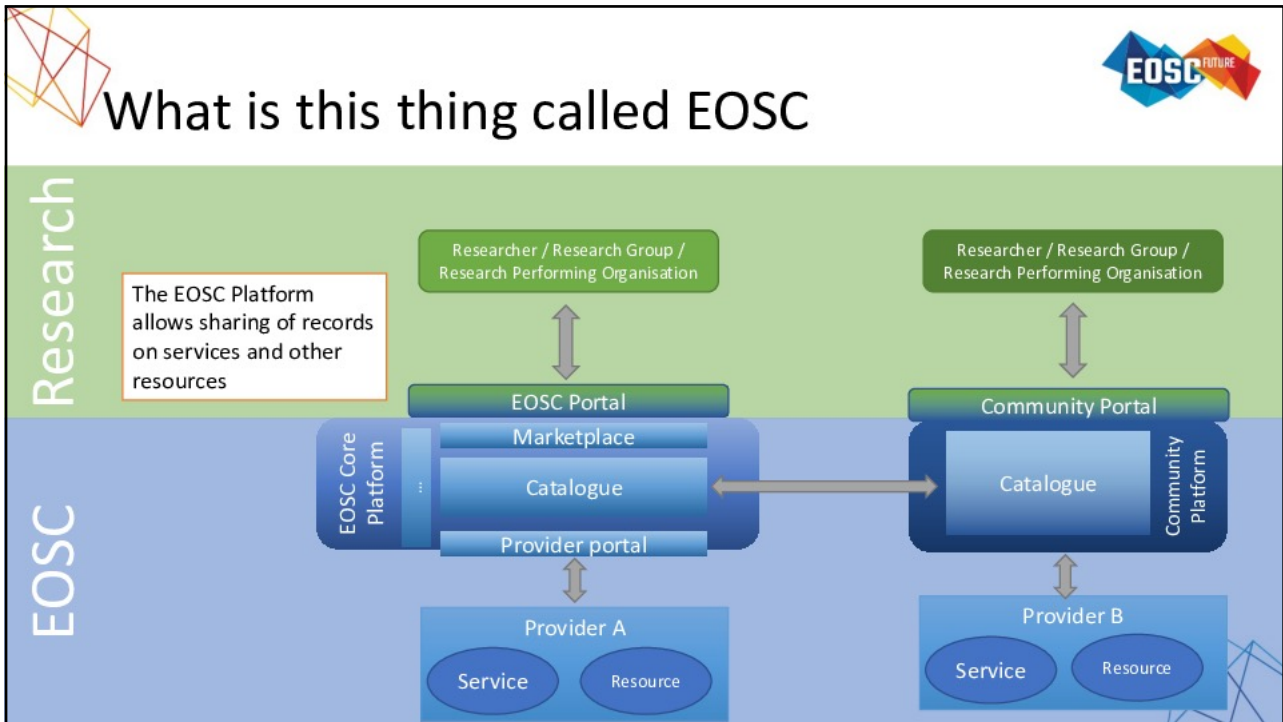 What is this thing called EOSC
EOSC FUTURE
Research
Researcher / Research Group /
Research Performing Organisation
Researcher / Research Group /
Research Performing Organisation
The EOSC Platform
allows sharing of records
on services and other
resources
EOSC Portal
Community Portal
EOSC
EOSC Core
Platform
...
Marketplace
Catalogue
Provider portal
Catalogue
Community
Platform
Provider A
Service
Resource
Provider B
Service
Resource